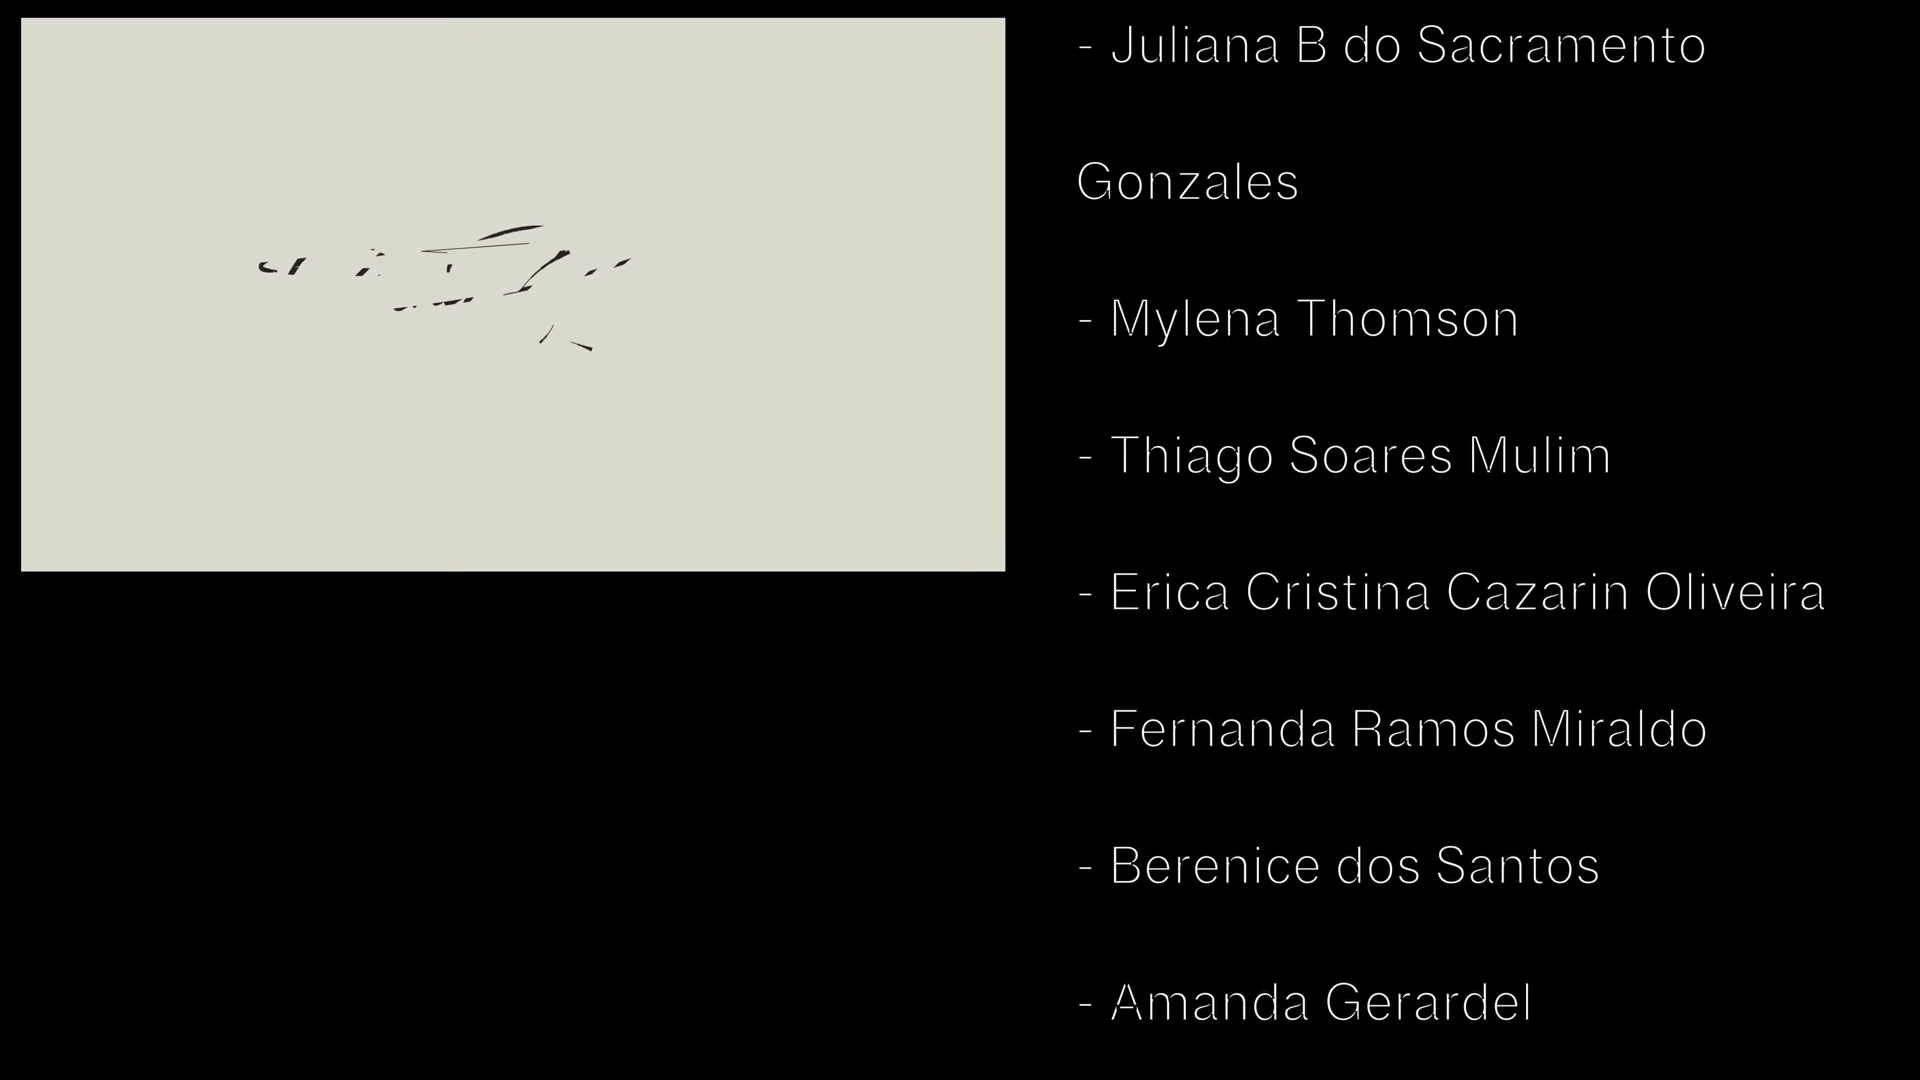 - Juliana B do Sacramento
Gonzales
- Mylena Thomson
- Thiago Soares Mulim
- Erica Cristina Cazarin Oliveira
- Fernanda Ramos Miraldo
- Berenice dos Santos
- Amanda Gerardel